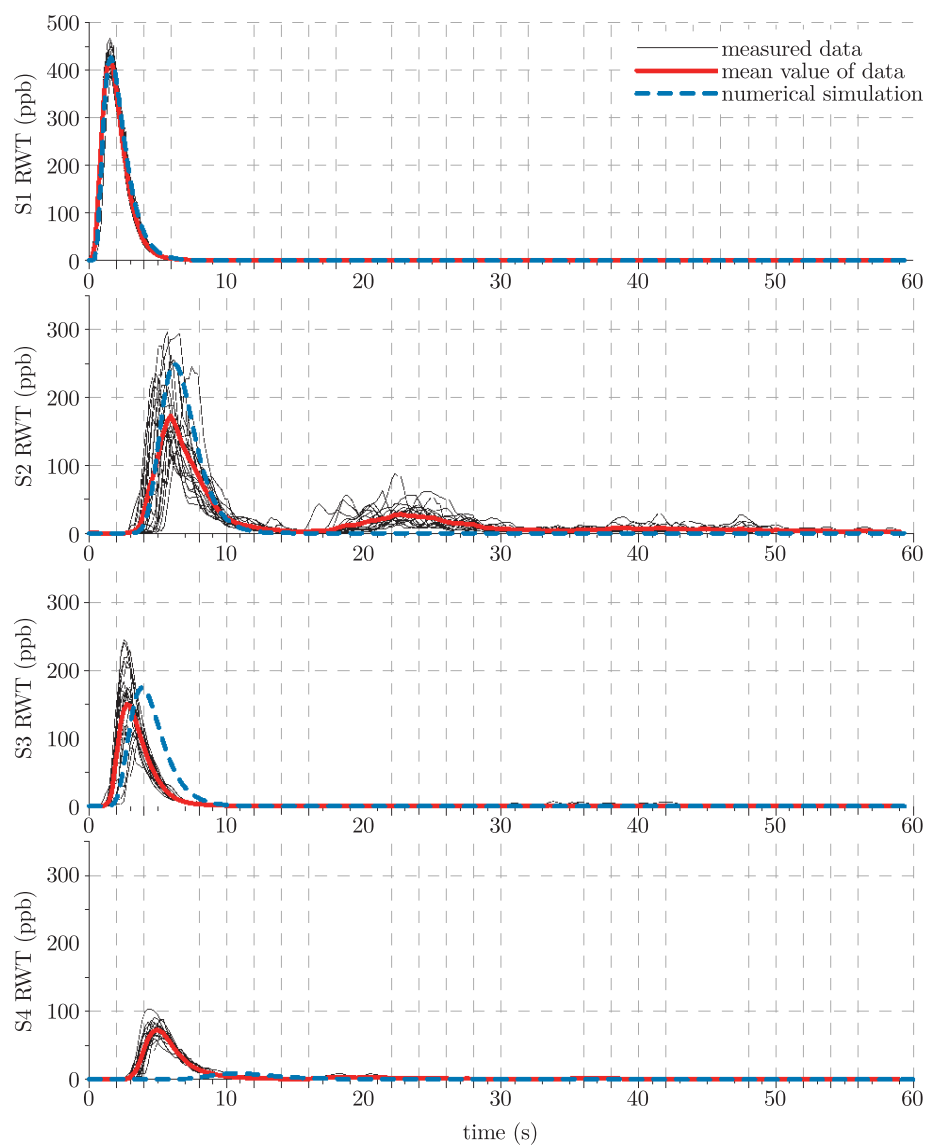 500
400
300
200
100
0
S1 RWT (ppb)
measured data
mean value of data
numerical simulation
0 10 20 30 40 50 60
300
200
100
0
S2 RWT (ppb)
0 10 20 30 40 50 60
300
200
100
0
S3 RWT (ppb)
0 10 20 30 40 50 60
300
200
100
0
S4 RWT (ppb)
0 10 20 30 40 50 60
time (s)